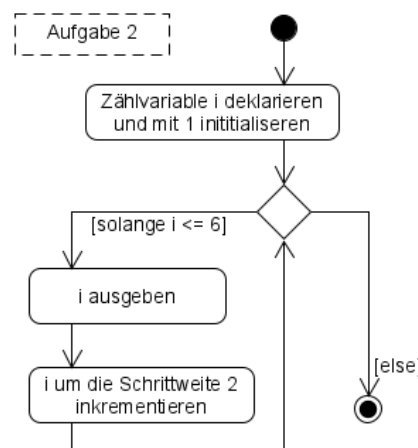 Aufgabe 2
Zählvariable i deklarieren
und mit 1 inititialiseren
[solange i <= 6]
i ausgeben
[else]
i um die Schrittweite 2
inkrementieren